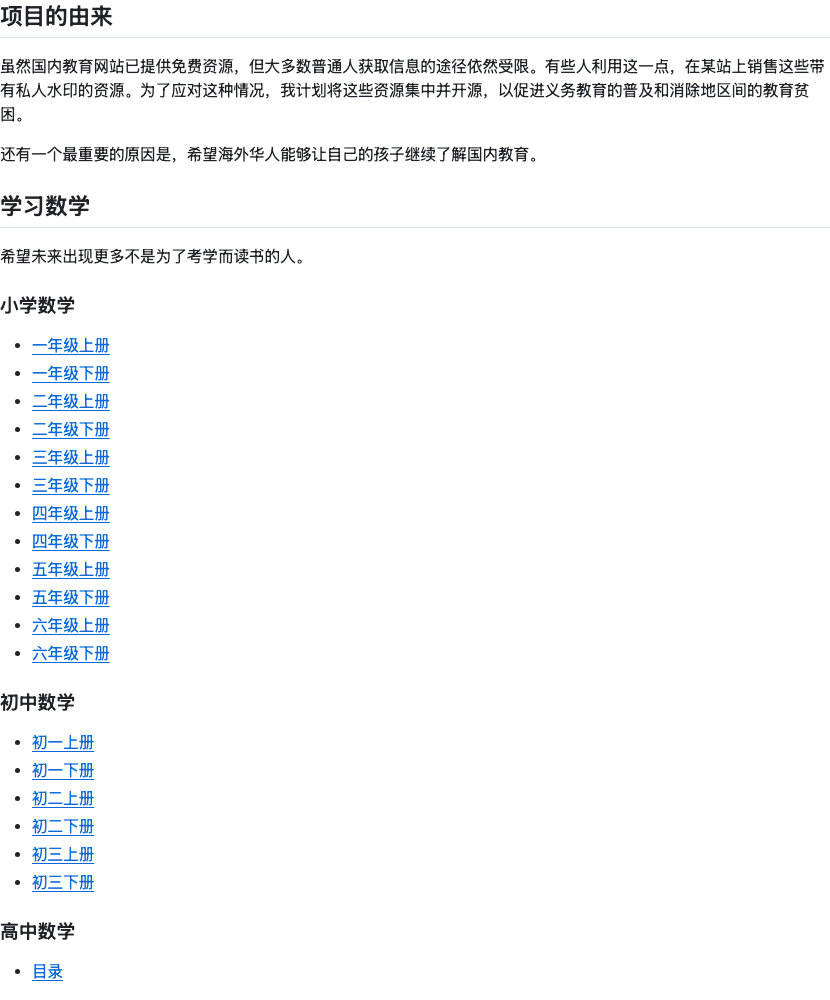 项目的由来
虽然国内教育网站已提供免费资源，但大多数普通人获取信息的途径依然受限。有些人利用这一点，在某站上销售这些带
有私人水印的资源。为了应对这种情况，我计划将这些资源集中并开源，以促进义务教育的普及和消除地区间的教育贫
困。
还有一个最重要的原因是，希望海外华人能够让自己的孩子继续了解国内教育。
学习数学
希望未来出现更多不是为了考学而读书的人。
小学数学
一年级上册
一年级下册
二年级上册
二年级下册
三年级上册
三年级下册
四年级上册
四年级下册
五年级上册
五年级下册
六年级上册
六年级下册
初中数学
初一上册
初一下册
初二上册
初二下册
初三上册
初三下册
高中数学
目录